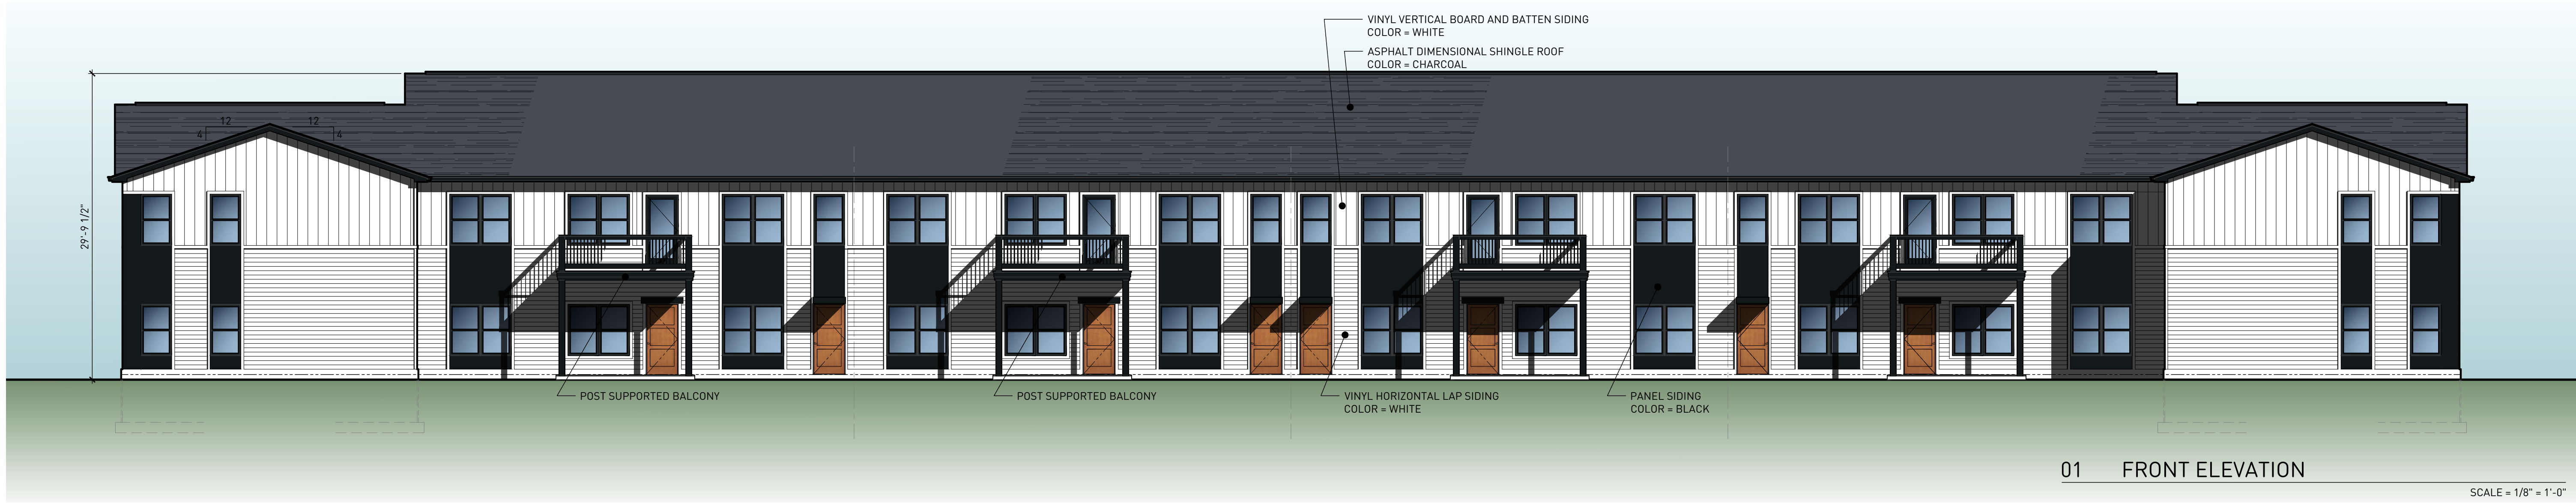 VINYL VERTICAL BOARD AND BATTEN SIDING
COLOR = WHITE
ASPHALT DIMENSIONAL SHINGLE ROOF
COLOR = CHARCOAL
12
4
12
4
29'-9 1/2"
POST SUPPORTED BALCONY
POST SUPPORTED BALCONY
VINYL HORIZONTAL LAP SIDING
COLOR = WHITE
PANEL SIDING
COLOR = BLACK
01 FRONT ELEVATION
SCALE = 1/8" = 1'-0"